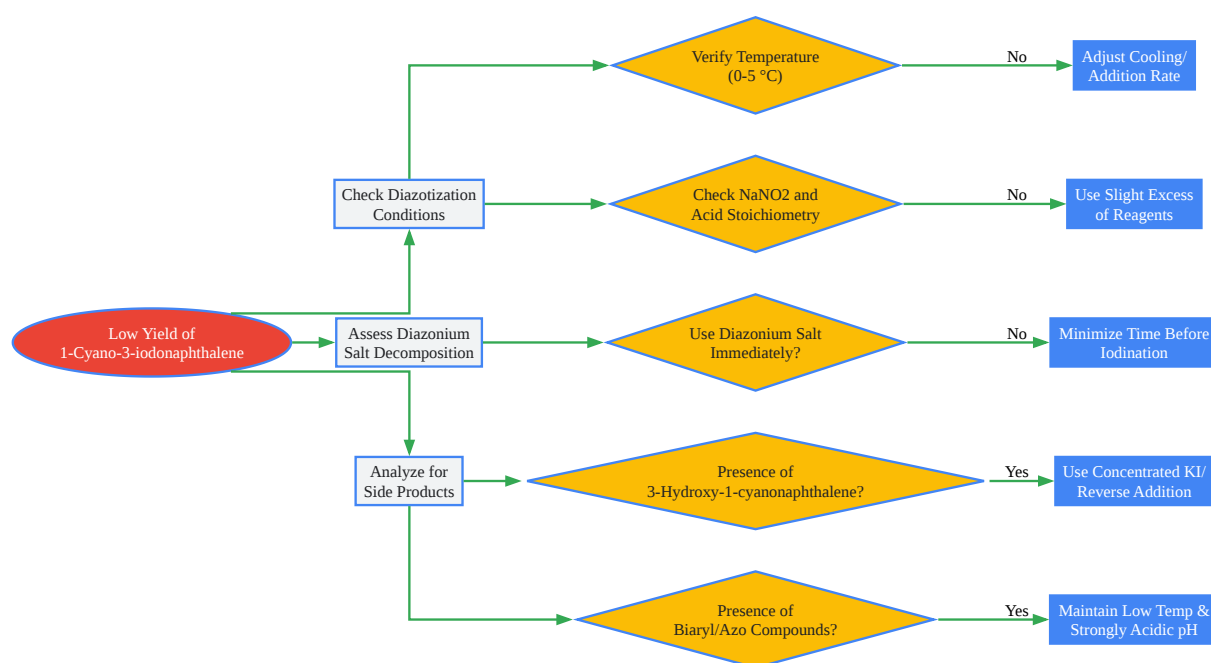 Verify Temperature
(0-5 °C)
No
Adjust Cooling/
Addition Rate
Check Diazotization
Conditions
Check NaNO2 and
Acid Stoichiometry
No
Use Slight Excess
of Reagents
Low Yield of
1-Cyano-3-iodonaphthalene
Assess Diazonium
Salt Decomposition
Use Diazonium Salt
Immediately?
No
Minimize Time Before
Iodination
Analyze for
Side Products
Presence of
3-Hydroxy-1-cyanonaphthalene?
Yes
Use Concentrated KI/
Reverse Addition
Presence of
Biaryl/Azo Compounds?
Yes
Maintain Low Temp &
Strongly Acidic pH